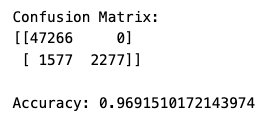 Confusion Matrix:
[[47266     0]
 [ 1577  2277]]
Accuracy: 0.9691510172143974